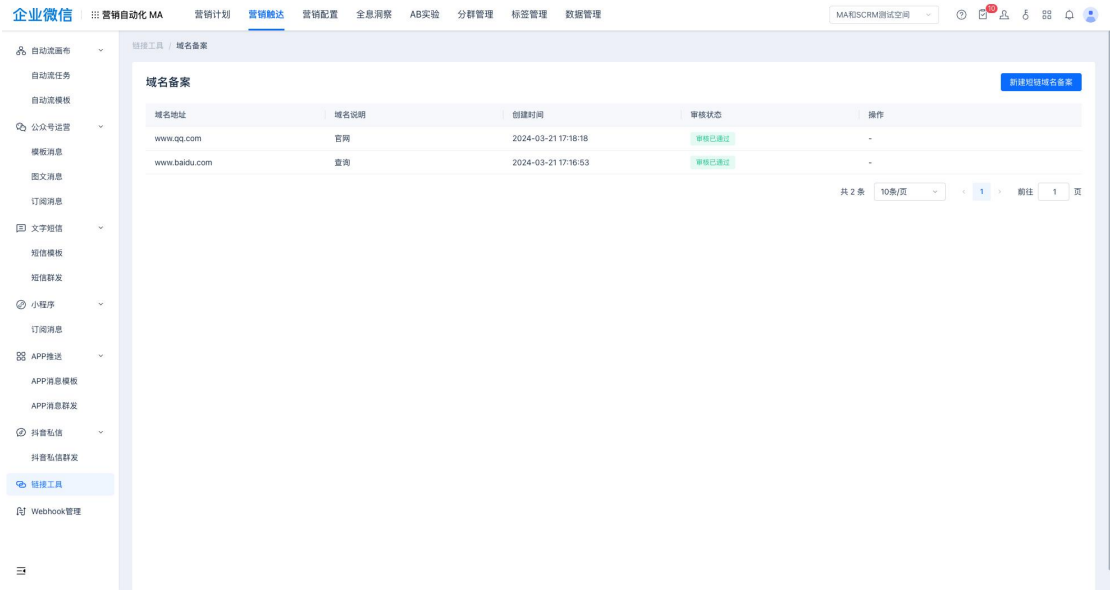 企业微信 营销自动化 MA 营销计划 营销触达 营销配置 全息洞察 AB实验 分群管理 标签管理 数据管理 MA和SCRM测试空间 10
链接工具 / 域名备案
自动流画布
自动流任务
自动流模板
公众号运营
模板消息
图文消息
订阅消息
文字短信
短信模板
短信群发
小程序
订阅消息
APP推送
APP消息模板
APP消息群发
抖音私信
抖音私信群发
链接工具
Webhook管理
域名备案 新建短链域名备案
域名地址 域名说明 创建时间 审核状态 操作
www.qq.com 官网 2024-03-21 17:18:18 审核已通过 -
www.baidu.com 查询 2024-03-21 17:16:53 审核已通过 -
共 2 条 10条/页 1 前往 1 页